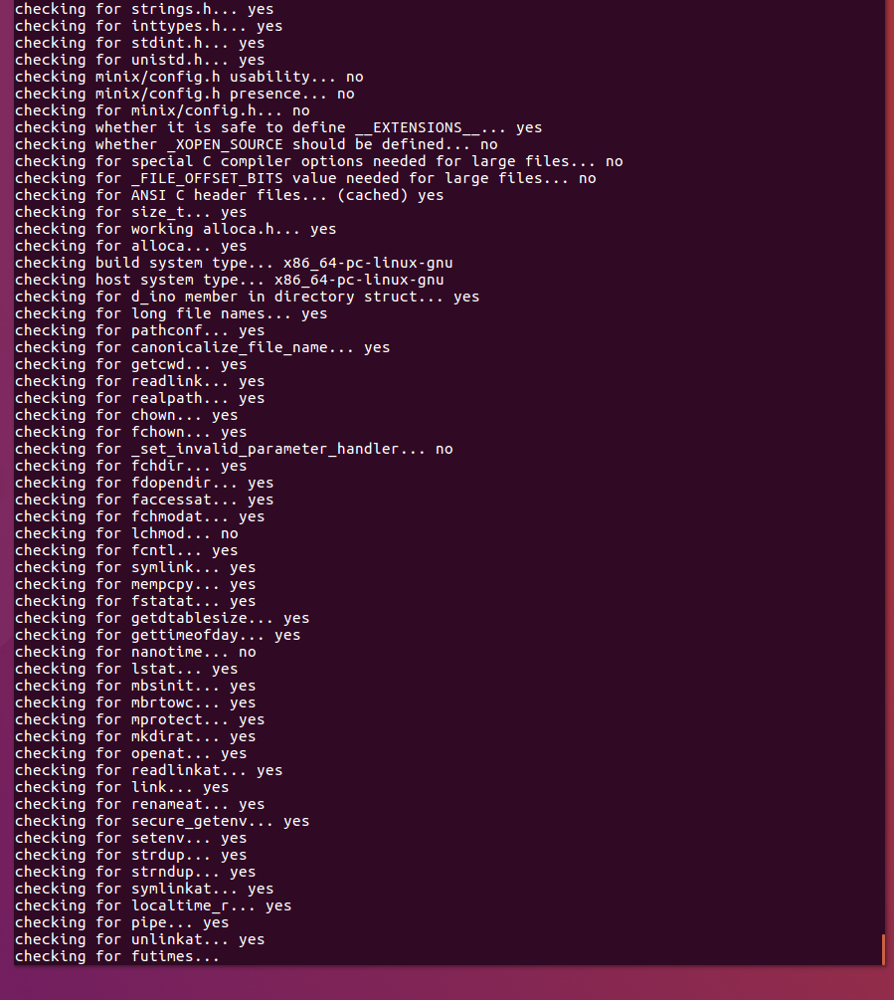 checking for strings.h... yes
checking for inttypes.h... yes
checking for stdint.h... yes
checking for unistd.h... yes
checking minix/config.h usability... no
checking minix/config.h presence... no
checking for minix/config.h... no
checking whether it is safe to define __EXTENSIONS__... yes
checking whether _XOPEN_SOURCE should be defined... no
checking for special C compiler options needed for large files... no
checking for _FILE_OFFSET_BITS value needed for large files... no
checking for ANSI C header files... (cached) yes
checking for size_t... yes
checking for working alloca.h... yes
checking for alloca... yes
checking build system type... x86_64-pc-linux-gnu
checking host system type... x86_64-pc-linux-gnu
checking for d_ino member in directory struct... yes
checking for long file names... yes
checking for pathconf... yes
checking for canonicalize_file_name... yes
checking for getcwd... yes
checking for readlink... yes
checking for realpath... yes
checking for chown... yes
checking for fchown... yes
checking for _set_invalid_parameter_handler... no
checking for fchdir... yes
checking for fdopendir... yes
checking for faccessat... yes
checking for fchmodat... yes
checking for lchmod... no
checking for fcntl... yes
checking for symlink... yes
checking for mempcpy... yes
checking for fstatat... yes
checking for getdtablesize... yes
checking for gettimeofday... yes
checking for nanotime... no
checking for lstat... yes
checking for mbsinit... yes
checking for mbrtowc... yes
checking for mprotect... yes
checking for mkdirat... yes
checking for openat... yes
checking for readlinkat... yes
checking for link... yes
checking for renameat... yes
checking for secure_getenv... yes
checking for setenv... yes
checking for strdup... yes
checking for strndup... yes
checking for symlinkat... yes
checking for localtime_r... yes
checking for pipe... yes
checking for unlinkat... yes
checking for futimes...